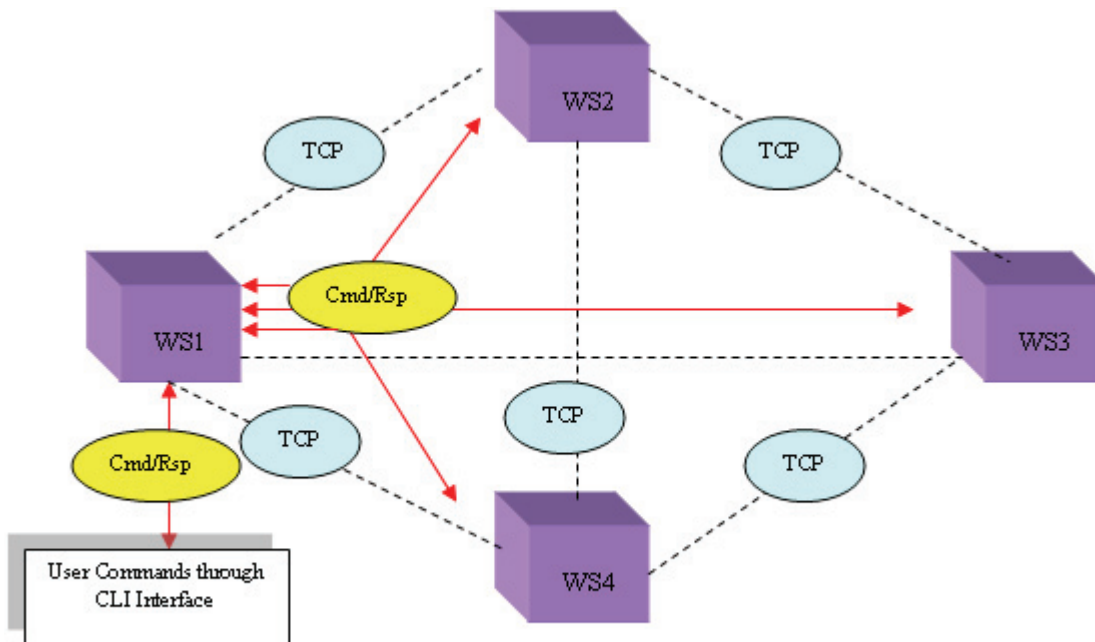 WS2
TCP
TCP
Cmd/Rsp
WS1
WS3
TCP
TCP
TCP
Cmd/Rsp
WS4
User Commands through
CLI Interface